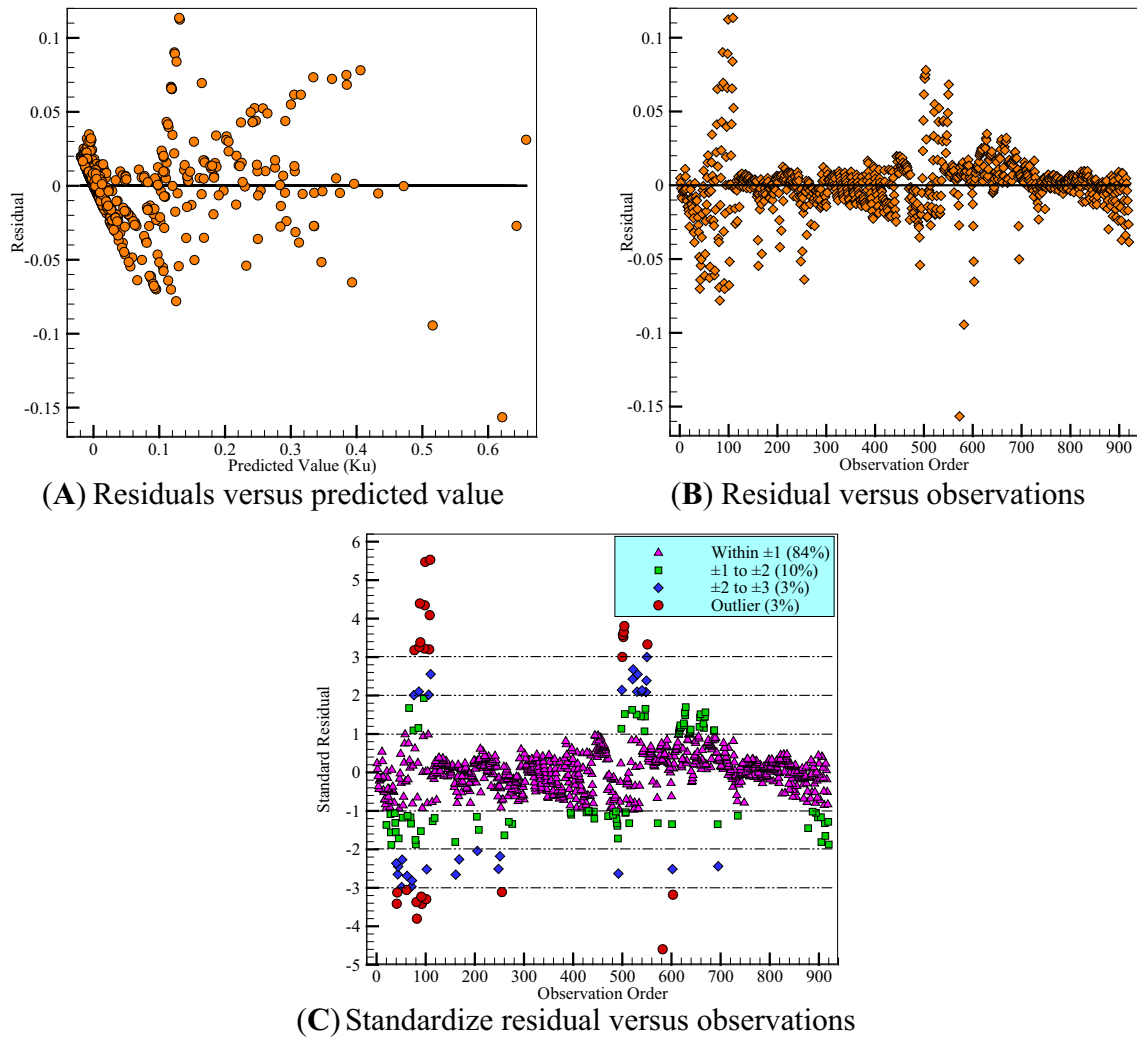 0.1
0.05
0
-0.05
-0.1
-0.15
Residual
0 0.1 0.2 0.3 0.4 0.5 0.6
Predicted Value (Ku)
(A) Residuals versus predicted value
0.1
0.05
0
-0.05
-0.1
-0.15
Residual
0 100 200 300 400 500 600 700 800 900
Observation Order
(B) Residual versus observations
6
5
4
3
2
1
0
-1
-2
-3
-4
-5
Standard Residual
Within ±1 (84%)
±1 to ±2 (10%)
±2 to ±3 (3%)
Outlier (3%)
0 100 200 300 400 500 600 700 800 900
Observation Order
(C) Standardize residual versus observations